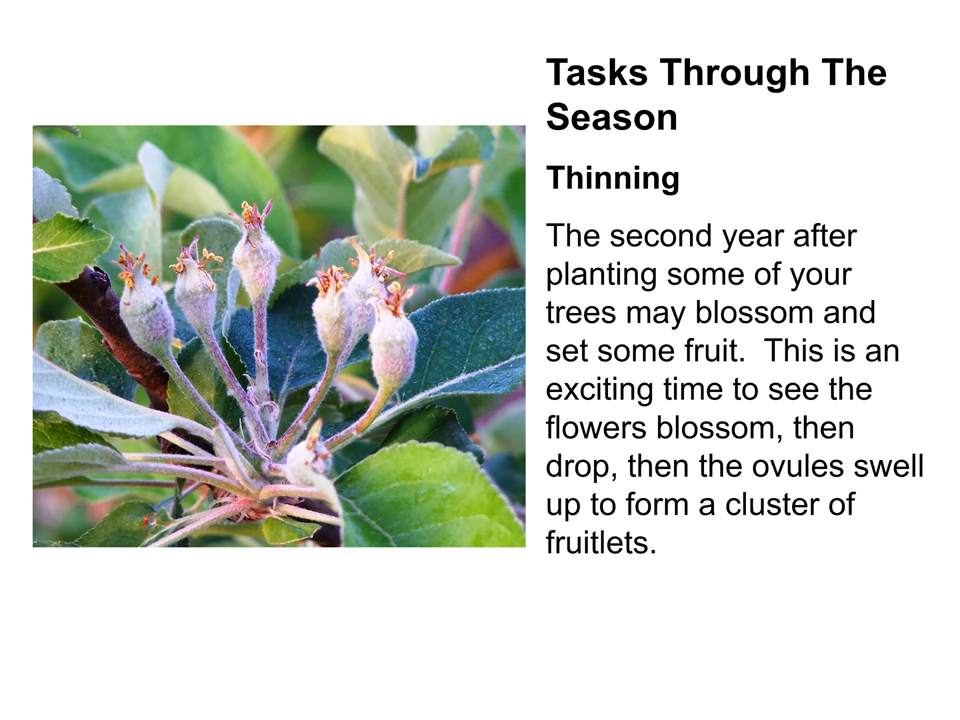 Tasks Through The
Season
Thinning
The second year after
planting some of your
trees may blossom and
set some fruit.  This is an
exciting time to see the
flowers blossom, then
drop, then the ovules swell
up to form a cluster of
fruitlets.